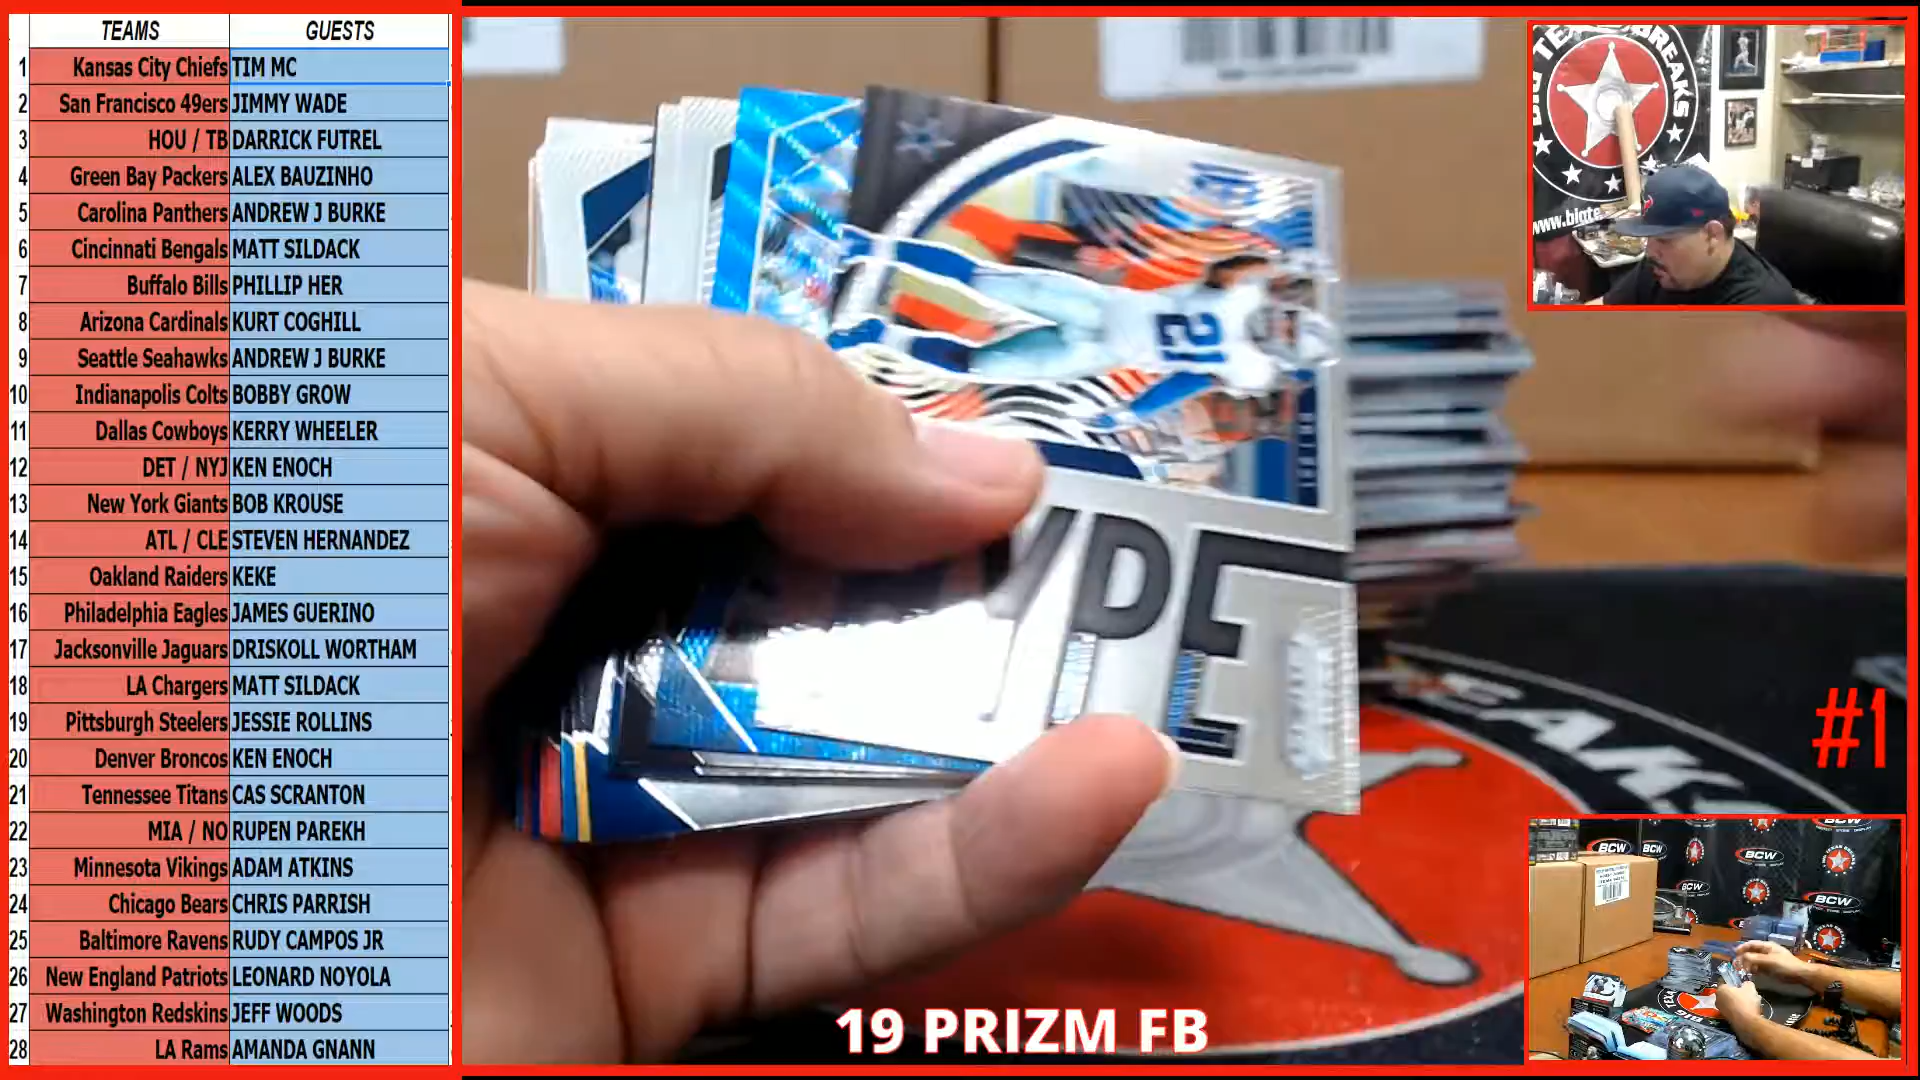 TEAMS GUESTS
1 Kansas City Chiefs TIM MC
2 San Francisco 49ers JIMMY WADE
3 HOU / TB DARRICK FUTREL
4 Green Bay Packers ALEX BAUZINHO
5 Carolina Panthers ANDREW J BURKE
6 Cincinnati Bengals MATT SILDACK
7 Buffalo Bills PHILLIP HER
8 Arizona Cardinals KURT COGHILL
9 Seattle Seahawks ANDREW J BURKE
10 Indianapolis Colts BOBBY GROW
11 Dallas Cowboys KERRY WHEELER
12 DET / NYJ KEN ENOCH
13 New York Giants BOB KROUSE
14 ATL / CLE STEVEN HERNANDEZ
15 Oakland Raiders KEKE
16 Philadelphia Eagles JAMES GUERINO
17 Jacksonville Jaguars DRISKOLL WORTHAM
18 LA Chargers MATT SILDACK
19 Pittsburgh Steelers JESSIE ROLLINS
20 Denver Broncos KEN ENOCH
21 Tennessee Titans CAS SCRANTON
22 MIA / NO RUPEN PAREKH
23 Minnesota Vikings ADAM ATKINS
24 Chicago Bears CHRIS PARRISH
25 Baltimore Ravens RUDY CAMPOS JR
26 New England Patriots LEONARD NOYOLA
27 Washington Redskins JEFF WOODS
28 LA Rams AMANDA GNANN
21
YPE
BREAKS
www.bigte
#1
BCW
BCW
BCW
BCW
BCW
19 PRIZM FB